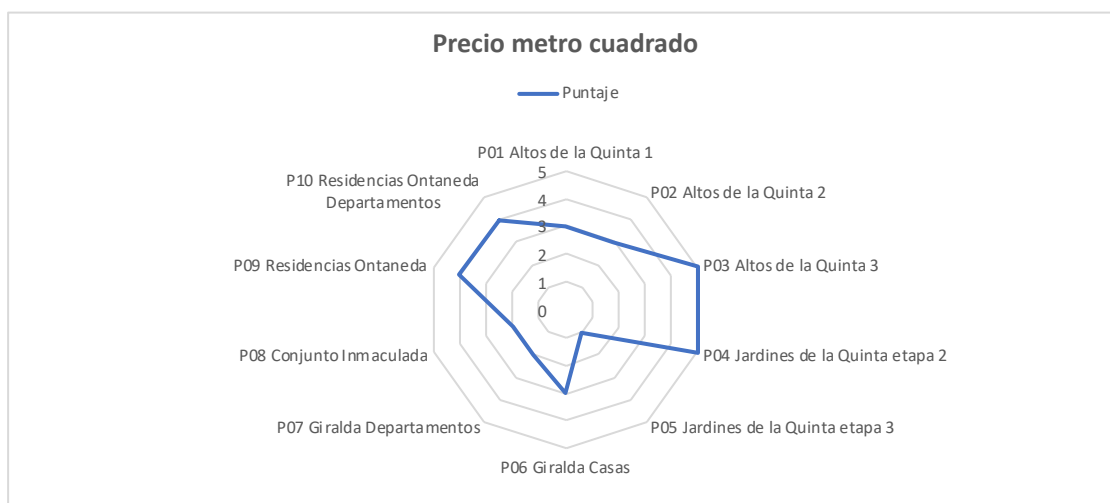 Precio metro cuadrado
Puntaje
P01 Altos de la Quinta 1
P10 Residencias Ontaneda
Departamentos
P02 Altos de la Quinta 2
P09 Residencias Ontaneda
P03 Altos de la Quinta 3
P08 Conjunto Inmaculada
P04 Jardines de la Quinta etapa 2
P07 Giralda Departamentos
P05 Jardines de la Quinta etapa 3
P06 Giralda Casas
5
4
3
2
1
0